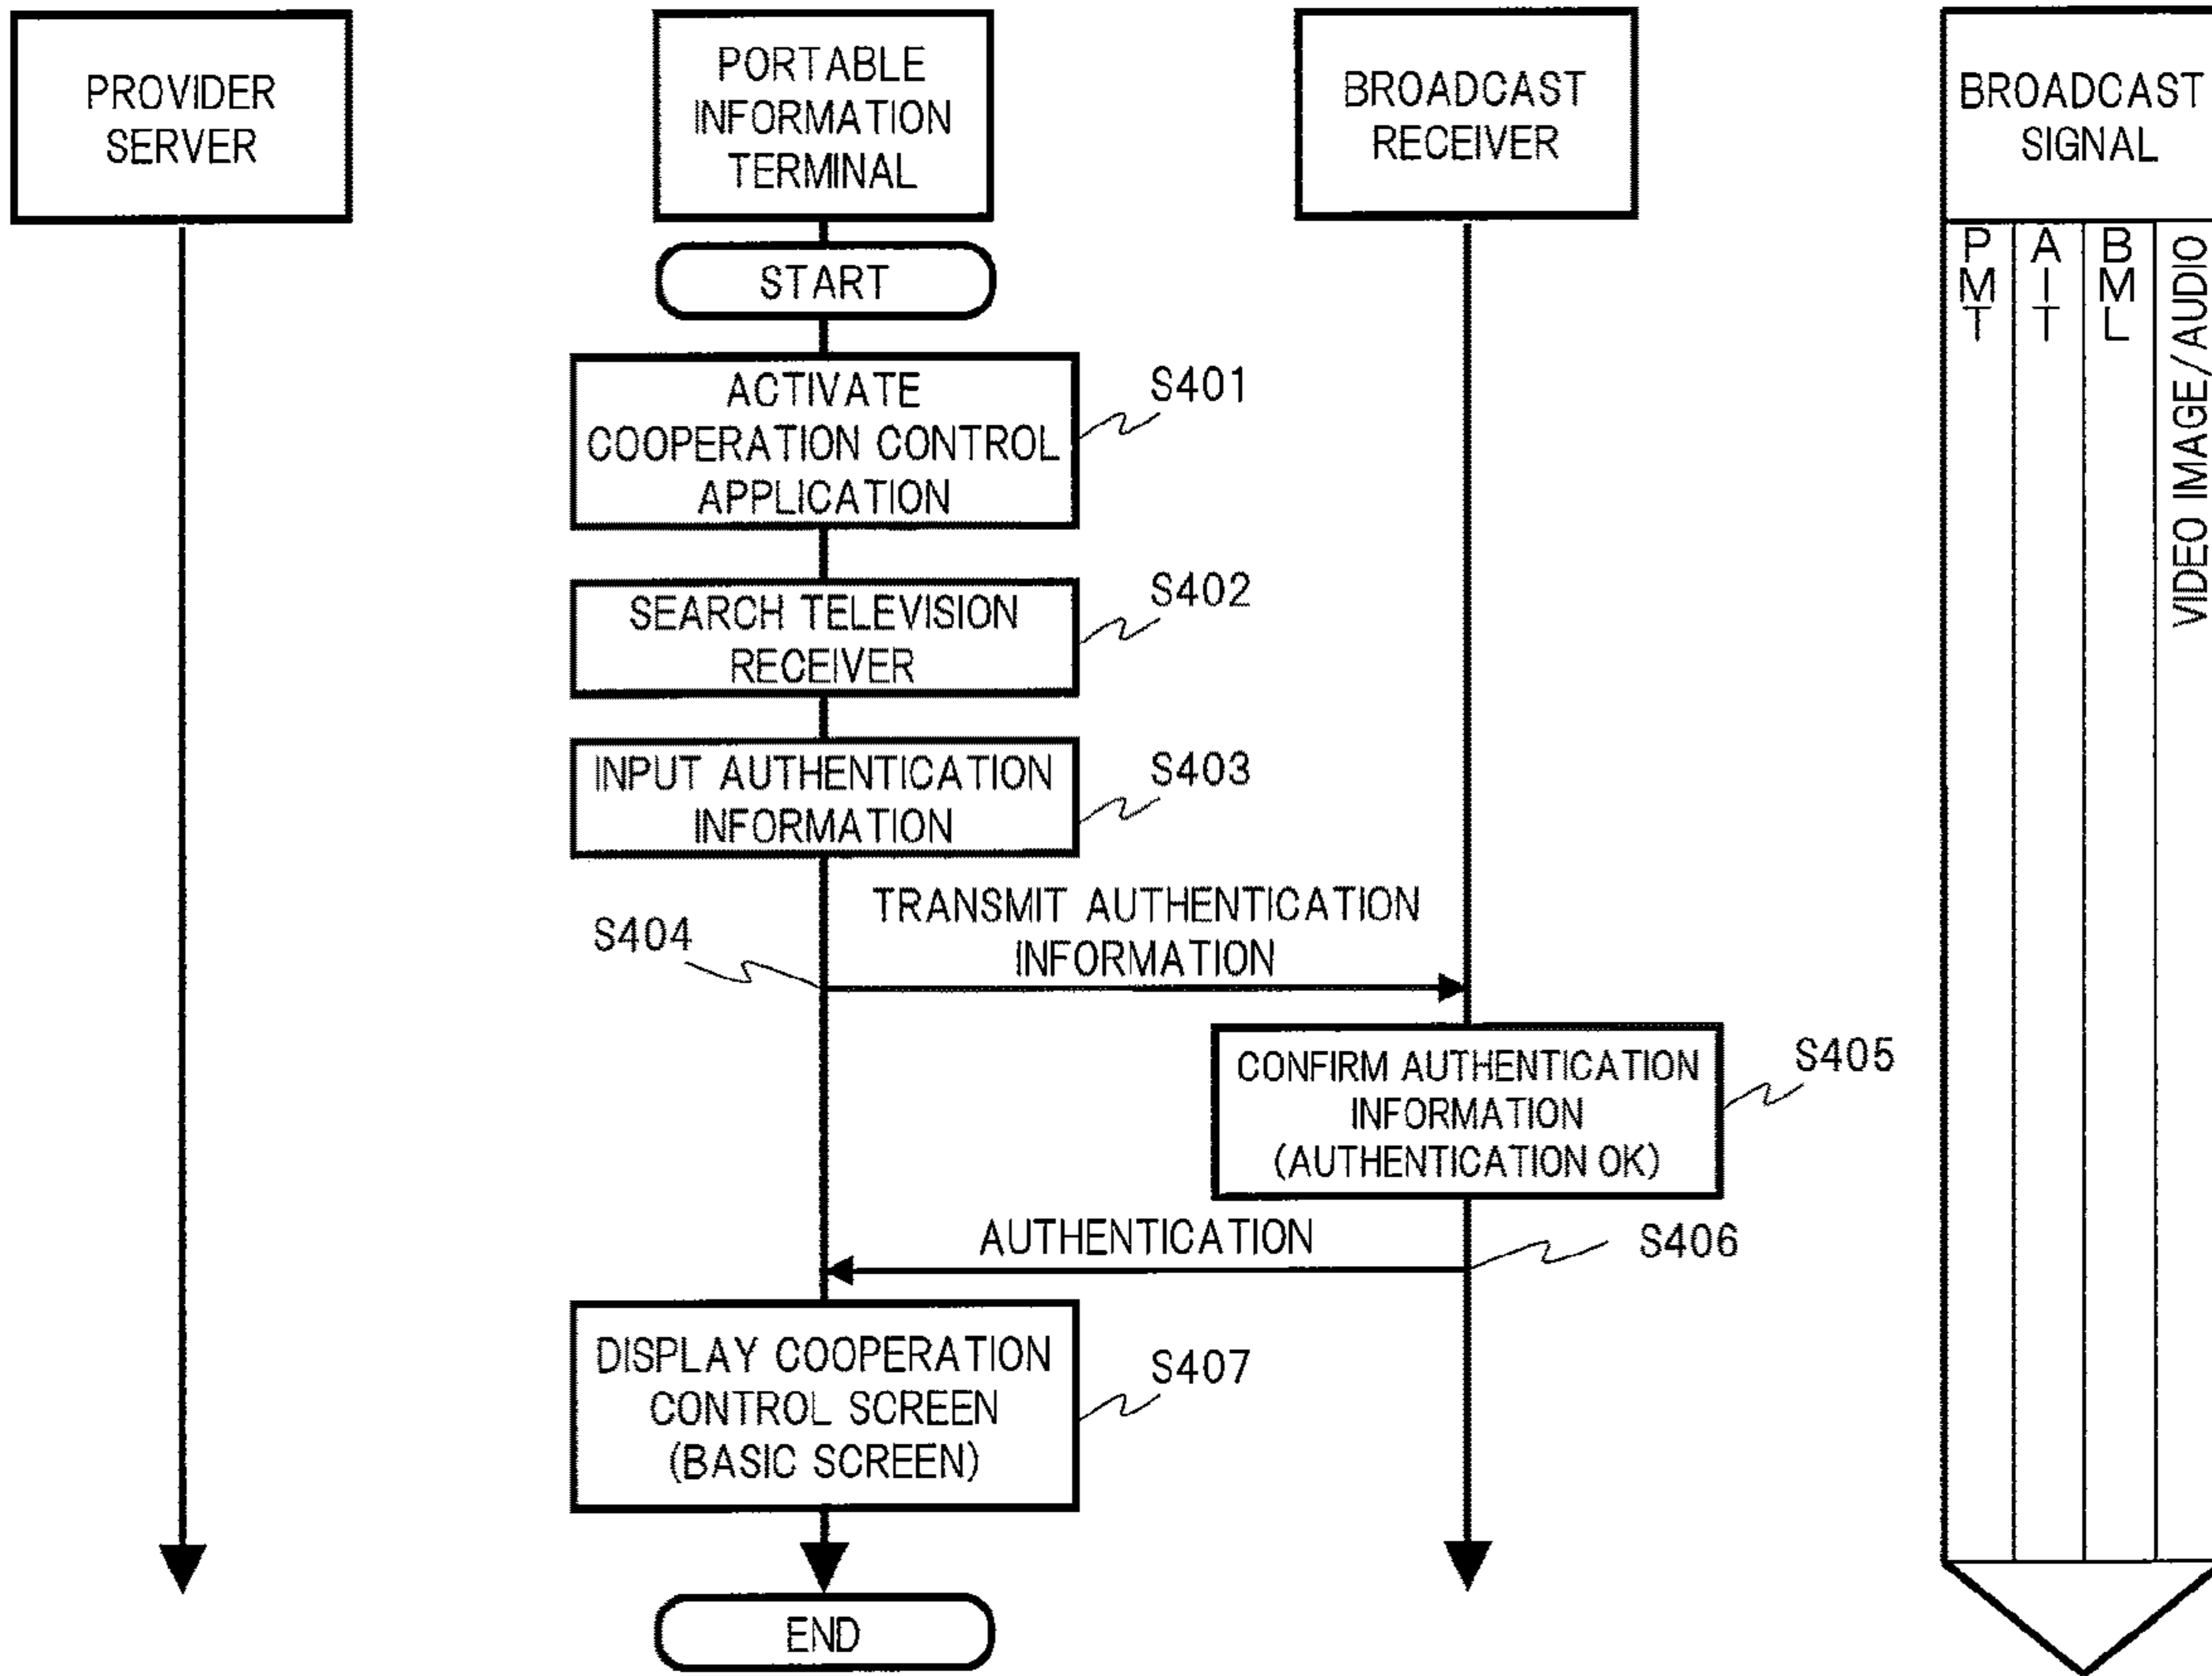 PROVIDER
SERVER
PORTABLE
INFORMATION
TERMINAL
BROADCAST
RECEIVER
BROADCAST
SIGNAL
START
PMT
AIT
BML
VIDEO IMAGE/AUDIO
ACTIVATE
COOPERATION CONTROL
APPLICATION
S401
SEARCH TELEVISION
RECEIVER
S402
INPUT AUTHENTICATION
INFORMATION
S403
TRANSMIT AUTHENTICATION
INFORMATION
S404
CONFIRM AUTHENTICATION
INFORMATION
(AUTHENTICATION OK)
S405
AUTHENTICATION
S406
DISPLAY COOPERATION
CONTROL SCREEN
(BASIC SCREEN)
S407
END